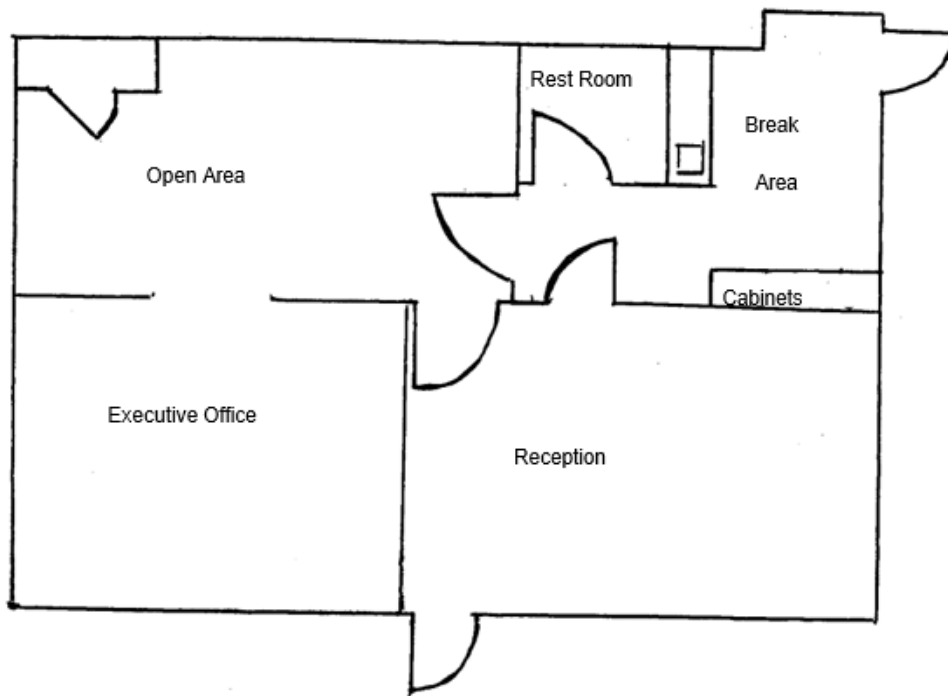 Rest Room
Break
Area
Open Area
Cabinets
Executive Office
Reception